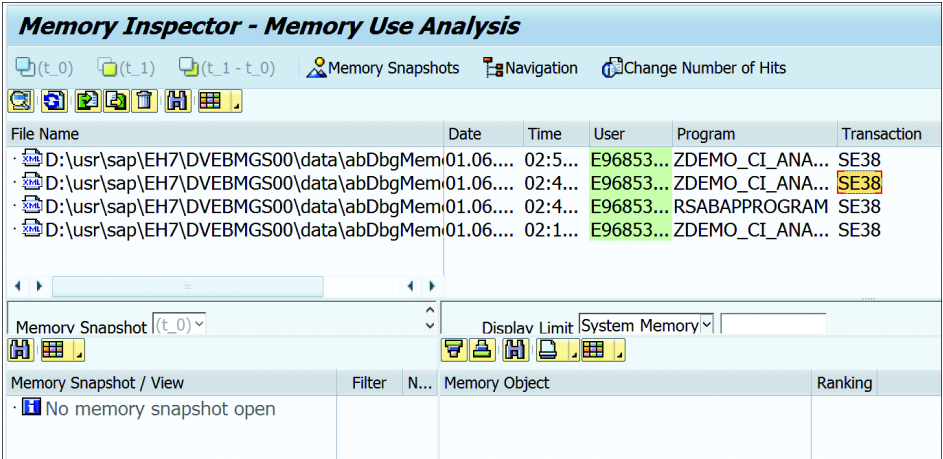 Memory Inspector - Memory Use Analysis
(t_0) (t_1) (t_1 - t_0) Memory Snapshots Navigation Change Number of Hits
File Name Date Time User Program Transaction
XML D:\usr\sap\EH7\DVEBMGS00\data\abDbgMem 01.06.... 02:5... E96853... ZDEMO_CI_ANA... SE38
XML D:\usr\sap\EH7\DVEBMGS00\data\abDbgMem 01.06.... 02:4... E96853... ZDEMO_CI_ANA... SE38
XML D:\usr\sap\EH7\DVEBMGS00\data\abDbgMem 01.06.... 02:4... E96853... RSABAPPROGRAM SE38
XML D:\usr\sap\EH7\DVEBMGS00\data\abDbgMem 01.06.... 02:1... E96853... ZDEMO_CI_ANA... SE38
Memory Snapshot (t_0) Display Limit System Memory
Memory Snapshot / View Filter N... Memory Object Ranking
No memory snapshot open